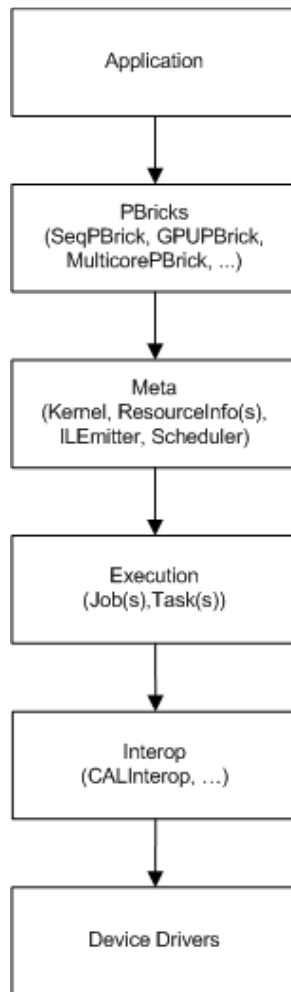 Application
PBricks
(SeqPBrick, GPUPBrick,
MulticorePBrick, ...)
Meta
(Kernel, ResourceInfo(s),
ILEmitter, Scheduler)
Execution
(Job(s),Task(s))
Interop
(CALInterop, …)
Device Drivers